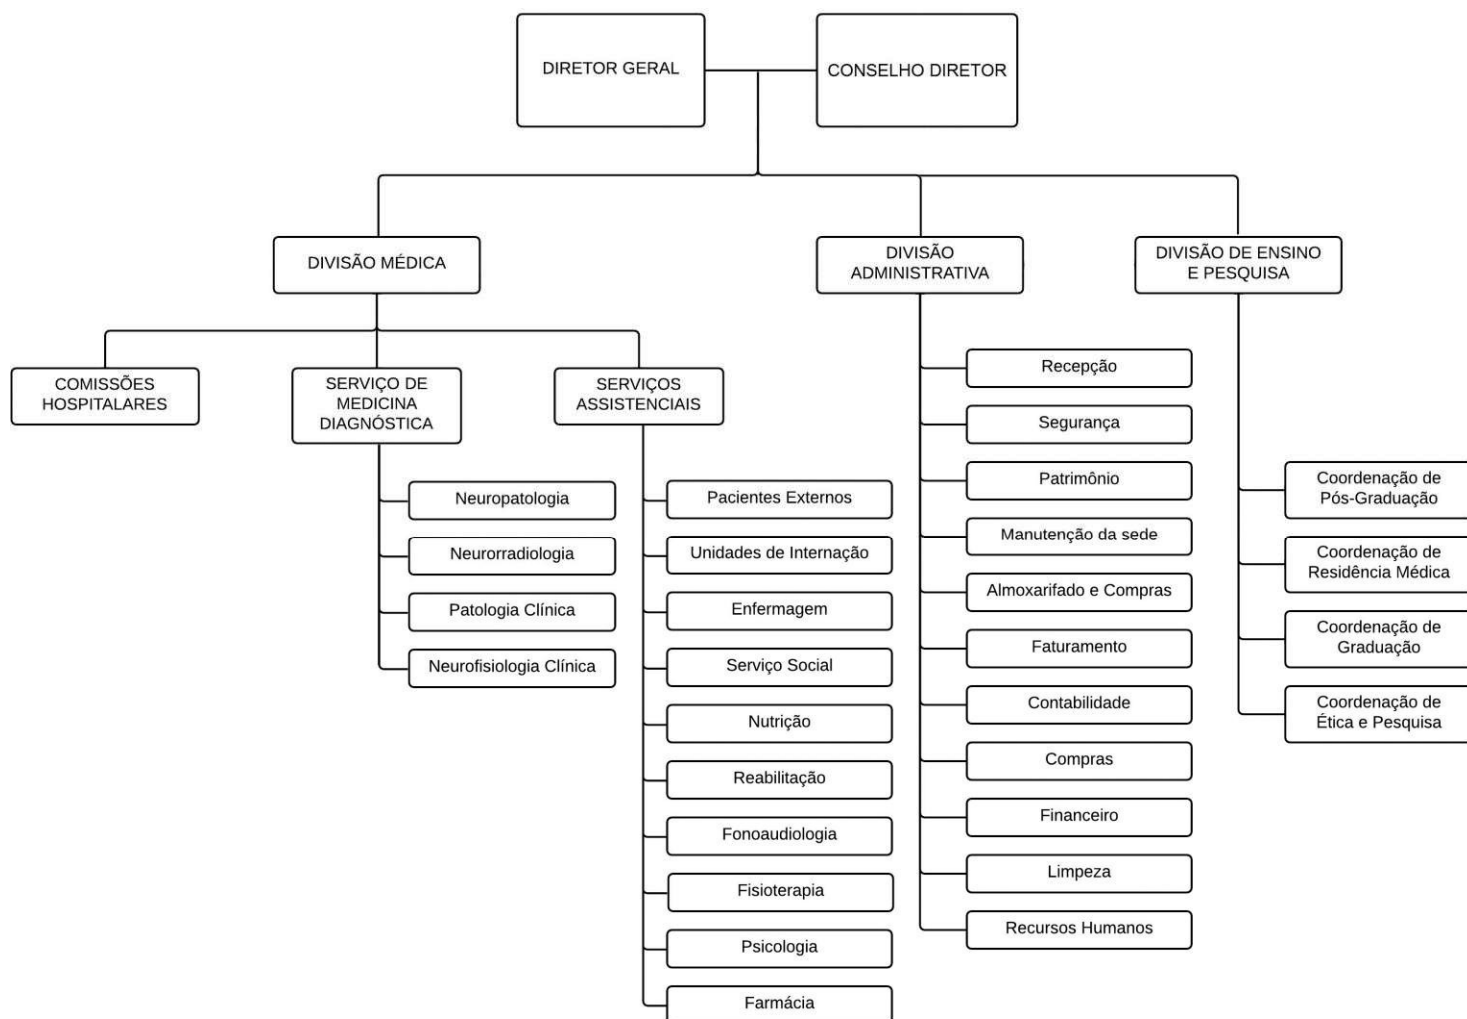 DIRETOR GERAL
CONSELHO DIRETOR
DIVISÃO MÉDICA
DIVISÃO
ADMINISTRATIVA
DIVISÃO DE ENSINO
E PESQUISA
COMISSÕES
HOSPITALARES
SERVIÇO DE
MEDICINA
DIAGNÓSTICA
SERVIÇOS
ASSISTENCIAIS
Neuropatologia
Neurorradiologia
Patologia Clínica
Neurofisiologia Clínica
Pacientes Externos
Unidades de Internação
Enfermagem
Serviço Social
Nutrição
Reabilitação
Fonoaudiologia
Fisioterapia
Psicologia
Farmácia
Recepção
Segurança
Patrimônio
Manutenção da sede
Almoxarifado e Compras
Faturamento
Contabilidade
Compras
Financeiro
Limpeza
Recursos Humanos
Coordenação de
Pós-Graduação
Coordenação de
Residência Médica
Coordenação de
Graduação
Coordenação de
Ética e Pesquisa